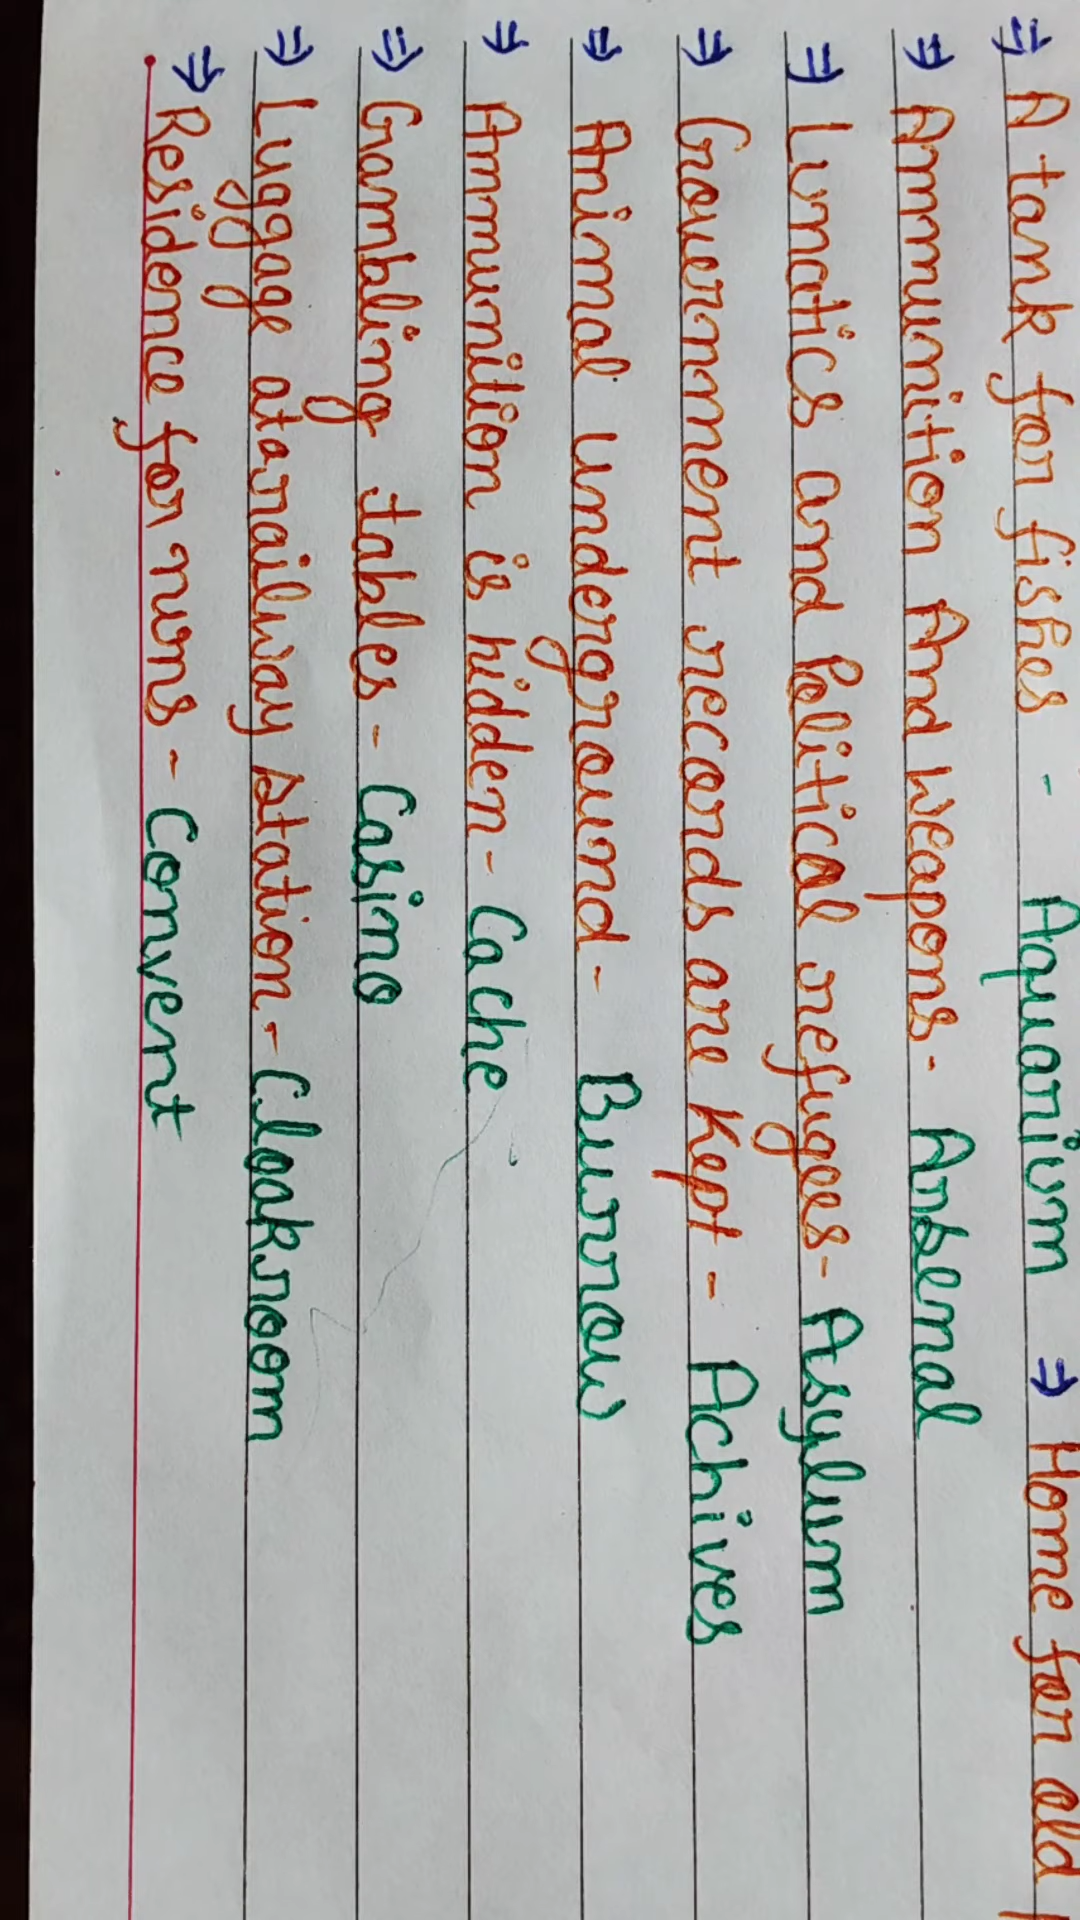 ⇒ A tank for fishes - Aquarium ⇒ Home for old
⇒ Ammunition And Weapons - Arsenal
⇒ Lunatics and Political refugees - Asylum
⇒ Government records are kept - Achives
⇒ Animal underground - Burrow
⇒ Ammunition is hidden - Cache
⇒ Gambling tables - Casino
⇒ Luggage at a railway station - Cloakroom
⇒ Residence for nuns - Convent